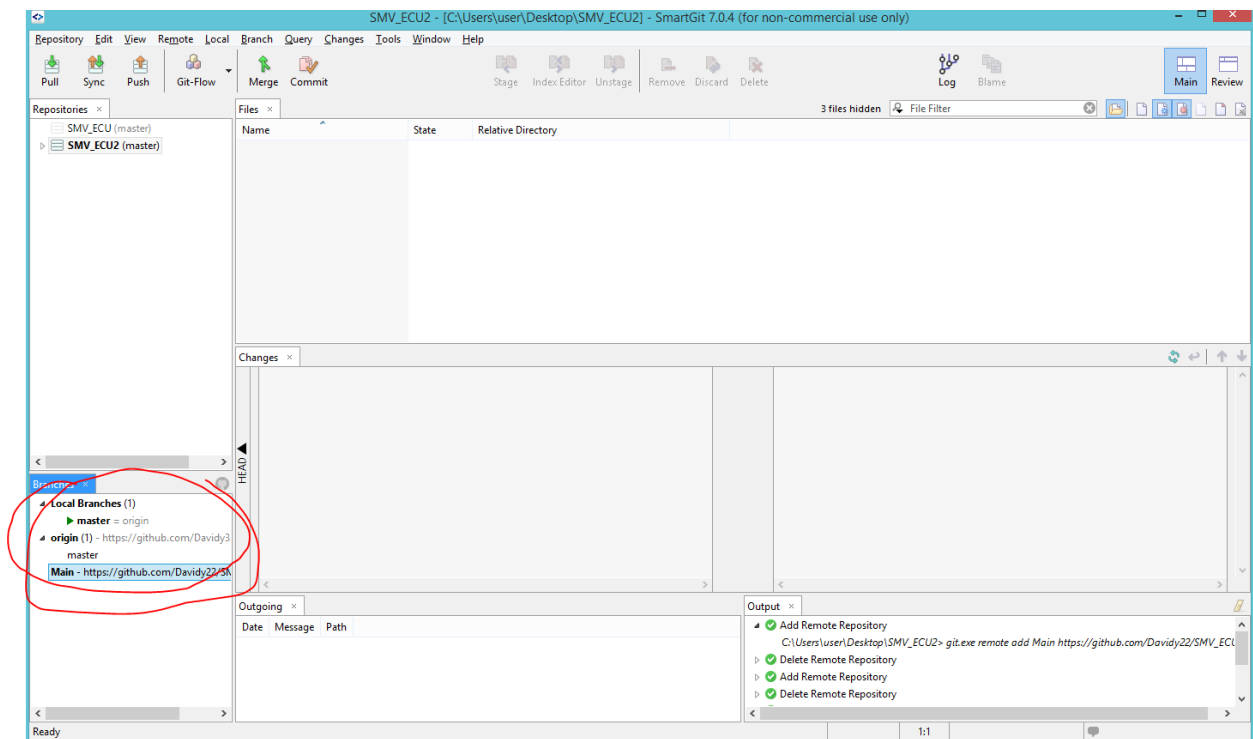 SMV_ECU2 - [C:\Users\user\Desktop\SMV_ECU2] - SmartGit 7.0.4 (for non-commercial use only)
Repository Edit View Remote Local Branch Query Changes Tools Window Help
Pull Sync Push Git-Flow Merge Commit Stage Index Editor Unstage Remove Discard Delete Log Blame Main Review
Repositories
SMV_ECU (master)
SMV_ECU2 (master)
Files 3 files hidden File Filter
Name State Relative Directory
Changes
HEAD
Branches
Local Branches (1)
master = origin
origin (1) - https://github.com/Davidy3
master
Main - https://github.com/Davidy22/SM
Outgoing
Date Message Path
Output
Add Remote Repository
C:\Users\user\Desktop\SMV_ECU2> git.exe remote add Main https://github.com/Davidy22/SMV_ECU
Delete Remote Repository
Add Remote Repository
Delete Remote Repository
Ready 1:1